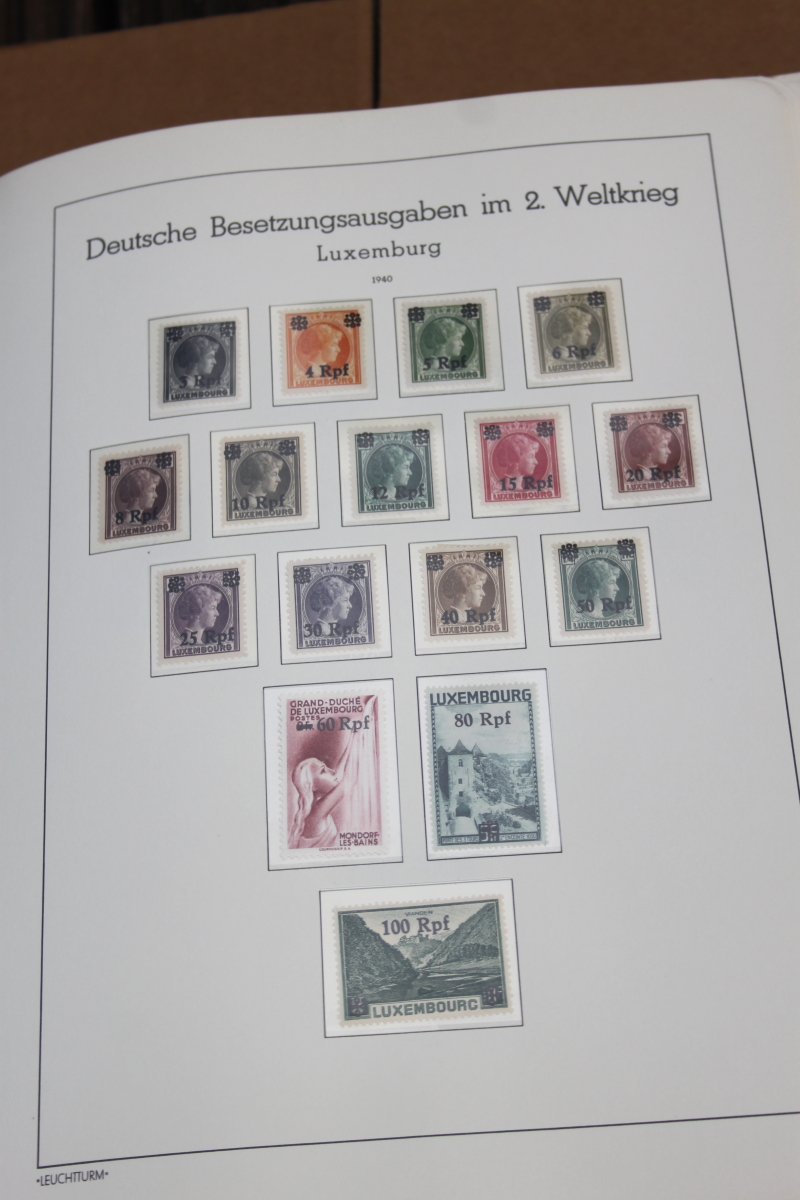 Deutsche Besetzungsausgaben im 2. Weltkrieg
Luxemburg
1940
3 Rpf
LUXEMBOURG
4 Rpf
LUXEMBOURG
5 Rpf
LUXEMBOURG
6 Rpf
LUXEMBOURG
8 Rpf
LUXEMBOURG
10 Rpf
LUXEMBOURG
12 Rpf
LUXEMBOURG
15 Rpf
LUXEMBOURG
20 Rpf
LUXEMBOURG
25 Rpf
LUXEMBOURG
30 Rpf
LUXEMBOURG
40 Rpf
LUXEMBOURG
50 Rpf
LUXEMBOURG
GRAND-DUCHÉ
DE LUXEMBOURG
POSTES
60 Rpf
MONDORF
LES-BAINS
LUXEMBOURG
80 Rpf
VIANDEN
100 Rpf
LUXEMBOURG
•LEUCHTTURM•